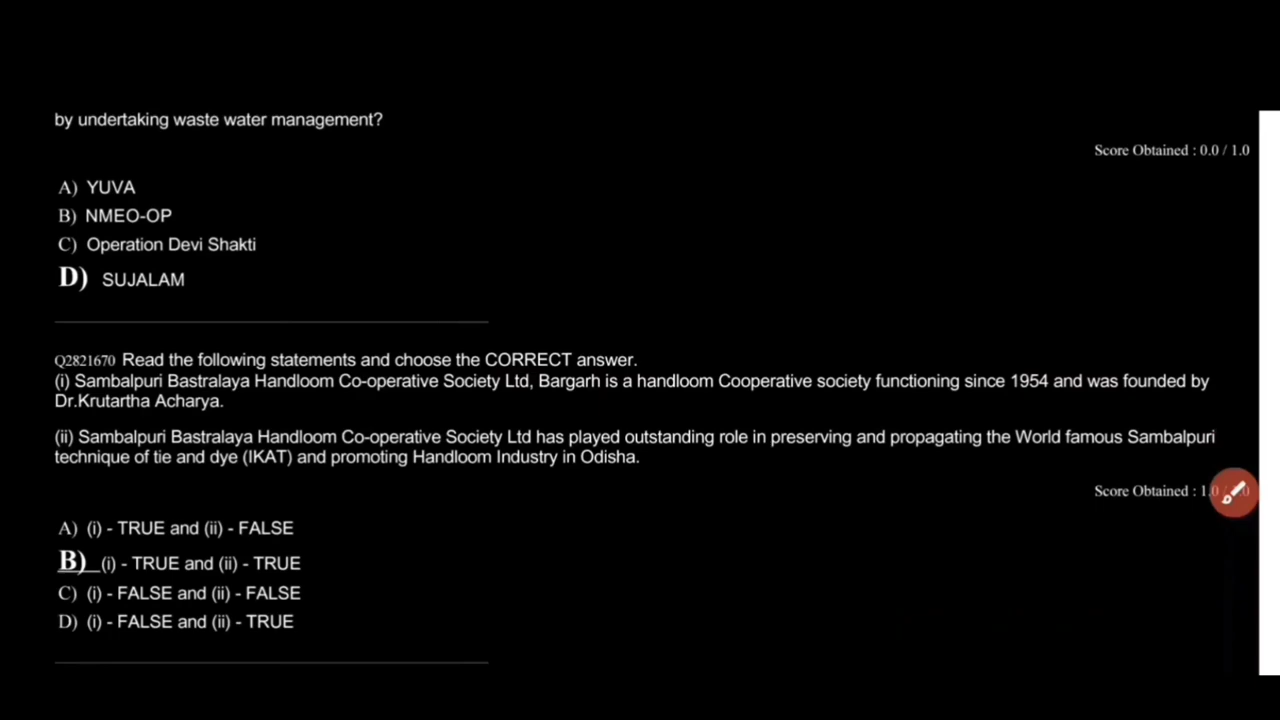 by undertaking waste water management?
Score Obtained : 0.0 / 1.0
A) YUVA
B) NMEO-OP
C) Operation Devi Shakti
D) SUJALAM
Q2821670 Read the following statements and choose the CORRECT answer.
(i) Sambalpuri Bastralaya Handloom Co-operative Society Ltd, Bargarh is a handloom Cooperative society functioning since 1954 and was founded by
Dr.Krutartha Acharya.
(ii) Sambalpuri Bastralaya Handloom Co-operative Society Ltd has played outstanding role in preserving and propagating the World famous Sambalpuri
technique of tie and dye (IKAT) and promoting Handloom Industry in Odisha.
Score Obtained : 1.0
A) (i) - TRUE and (ii) - FALSE
B) (i) - TRUE and (ii) - TRUE
C) (i) - FALSE and (ii) - FALSE
D) (i) - FALSE and (ii) - TRUE